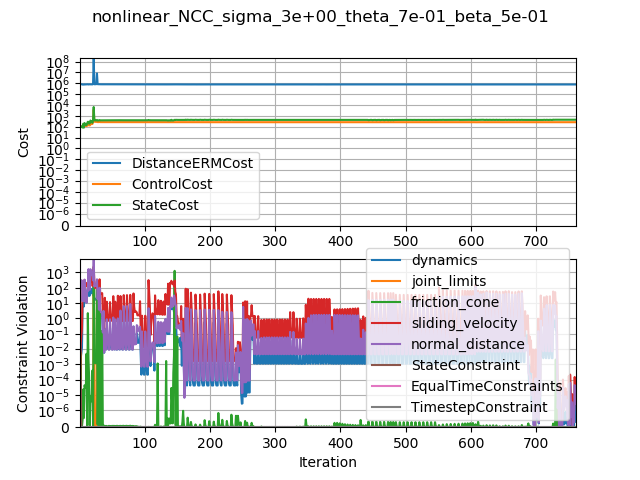 nonlinear_NCC_sigma_3e+00_theta_7e-01_beta_5e-01
Cost
10^8
10^7
10^6
10^5
10^4
10^3
10^2
10^1
10^0
10^-1
10^-2
10^-3
10^-4
10^-5
10^-6
0
DistanceERMCost
ControlCost
StateCost
100 200 300 400 500 600 700
Constraint Violation
10^3
10^2
10^1
10^0
10^-1
10^-2
10^-3
10^-4
10^-5
10^-6
0
dynamics
joint_limits
friction_cone
sliding_velocity
normal_distance
StateConstraint
EqualTimeConstraints
TimestepConstraint
100 200 300 400 500 600 700
Iteration